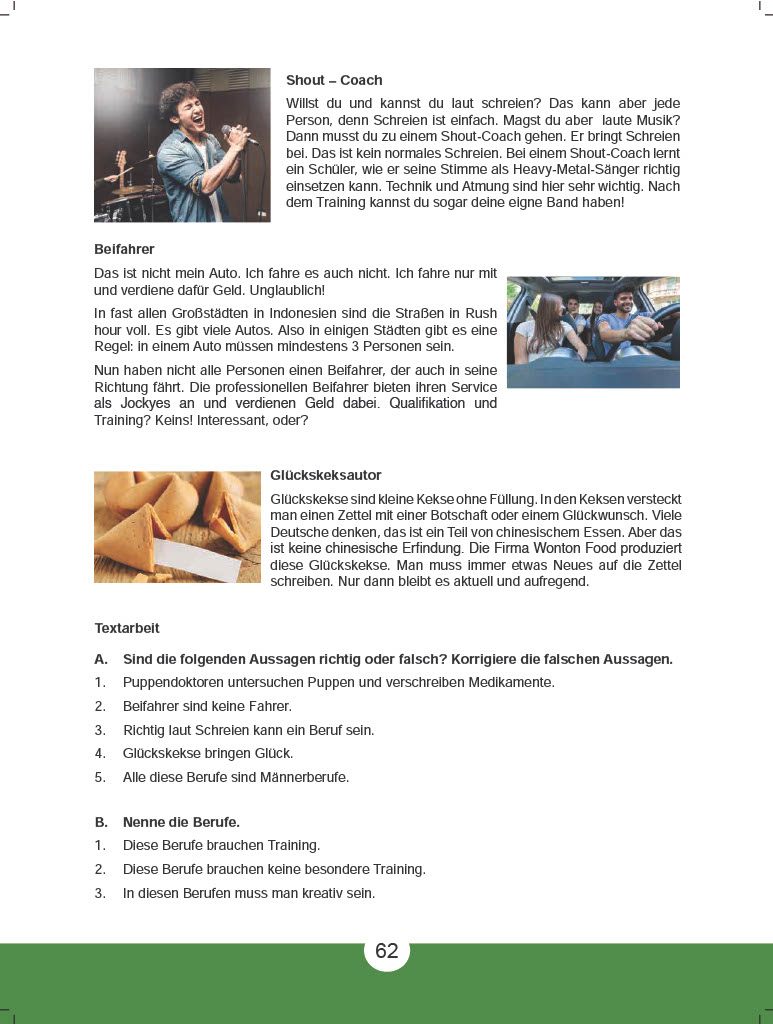 Shout – Coach
Willst du und kannst du laut schreien? Das kann aber jede
Person, denn Schreien ist einfach. Magst du aber laute Musik?
Dann musst du zu einem Shout-Coach gehen. Er bringt Schreien
bei. Das ist kein normales Schreien. Bei einem Shout-Coach lernt
ein Schüler, wie er seine Stimme als Heavy-Metal-Sänger richtig
einsetzen kann. Technik und Atmung sind hier sehr wichtig. Nach
dem Training kannst du sogar deine eigne Band haben!
Beifahrer
Das ist nicht mein Auto. Ich fahre es auch nicht. Ich fahre nur mit
und verdiene dafür Geld. Unglaublich!
In fast allen Großstädten in Indonesien sind die Straßen in Rush
hour voll. Es gibt viele Autos. Also in einigen Städten gibt es eine
Regel: in einem Auto müssen mindestens 3 Personen sein.
Nun haben nicht alle Personen einen Beifahrer, der auch in seine
Richtung fährt. Die professionellen Beifahrer bieten ihren Service
als Jockyes an und verdienen Geld dabei. Qualifikation und
Training? Keins! Interessant, oder?
Glückskeksautor
Glückskekse sind kleine Kekse ohne Füllung. In den Keksen versteckt
man einen Zettel mit einer Botschaft oder einem Glückwunsch. Viele
Deutsche denken, das ist ein Teil von chinesischem Essen. Aber das
ist keine chinesische Erfindung. Die Firma Wonton Food produziert
diese Glückskekse. Man muss immer etwas Neues auf die Zettel
schreiben. Nur dann bleibt es aktuell und aufregend.
Textarbeit
A. Sind die folgenden Aussagen richtig oder falsch? Korrigiere die falschen Aussagen.
1. Puppendoktoren untersuchen Puppen und verschreiben Medikamente.
2. Beifahrer sind keine Fahrer.
3. Richtig laut Schreien kann ein Beruf sein.
4. Glückskekse bringen Glück.
5. Alle diese Berufe sind Männerberufe.
B. Nenne die Berufe.
1. Diese Berufe brauchen Training.
2. Diese Berufe brauchen keine besondere Training.
3. In diesen Berufen muss man kreativ sein.
62